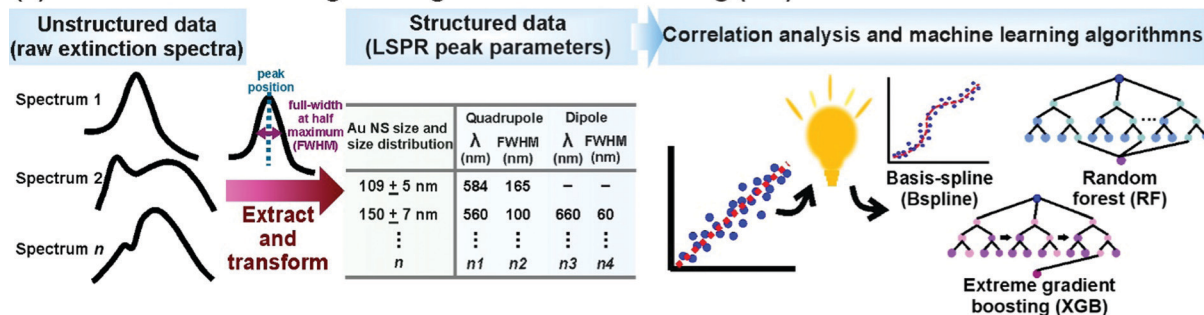 Unstructured data
(raw extinction spectra)
Structured data
(LSPR peak parameters)
Correlation analysis and machine learning algorithmns
Spectrum 1
Spectrum 2
Spectrum n
peak
position
full-width
at half
maximum
(FWHM)
Extract
and
transform
Au NS size and
size distribution
Quadrupole
Dipole
λ
(nm)
FWHM
(nm)
λ
(nm)
FWHM
(nm)
109 ± 5 nm 584 165 – –
150 ± 7 nm 560 100 660 60
⋮ ⋮ ⋮ ⋮ ⋮
n n1 n2 n3 n4
Basis-spline
(Bspline)
Random
forest (RF)
Extreme gradient
boosting (XGB)